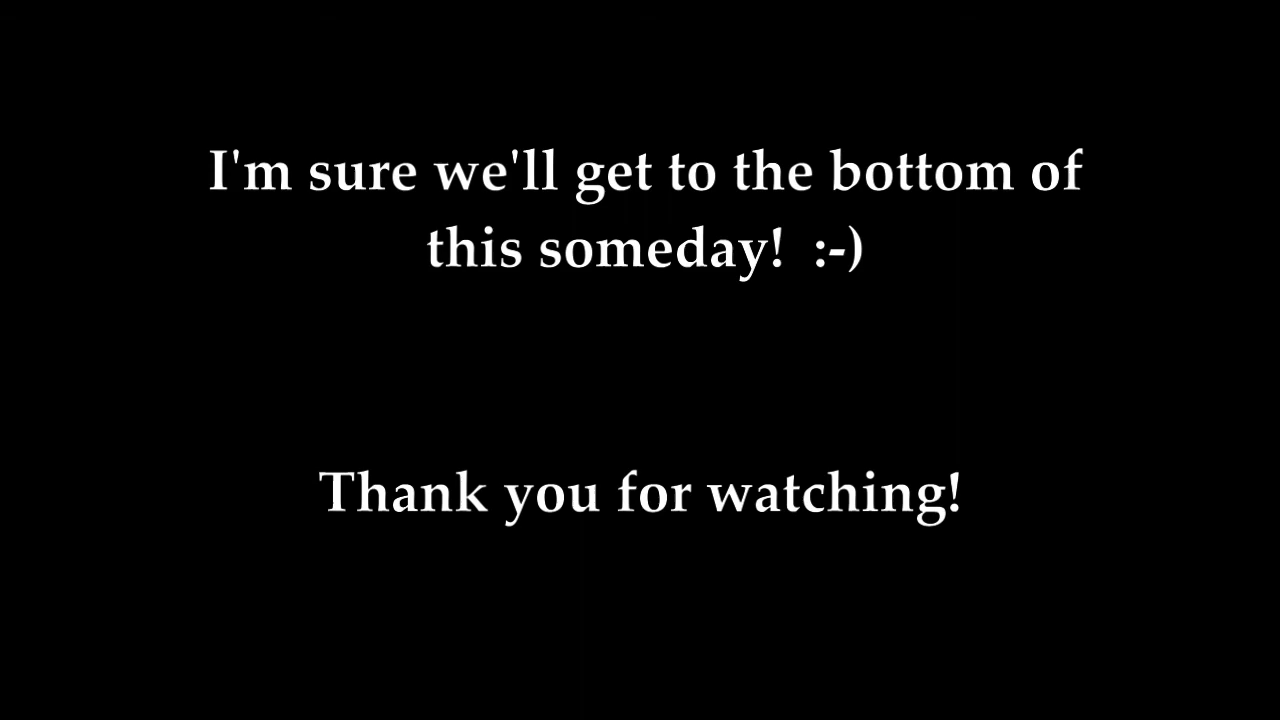 I'm sure we'll get to the bottom of
this someday!  :-)
Thank you for watching!